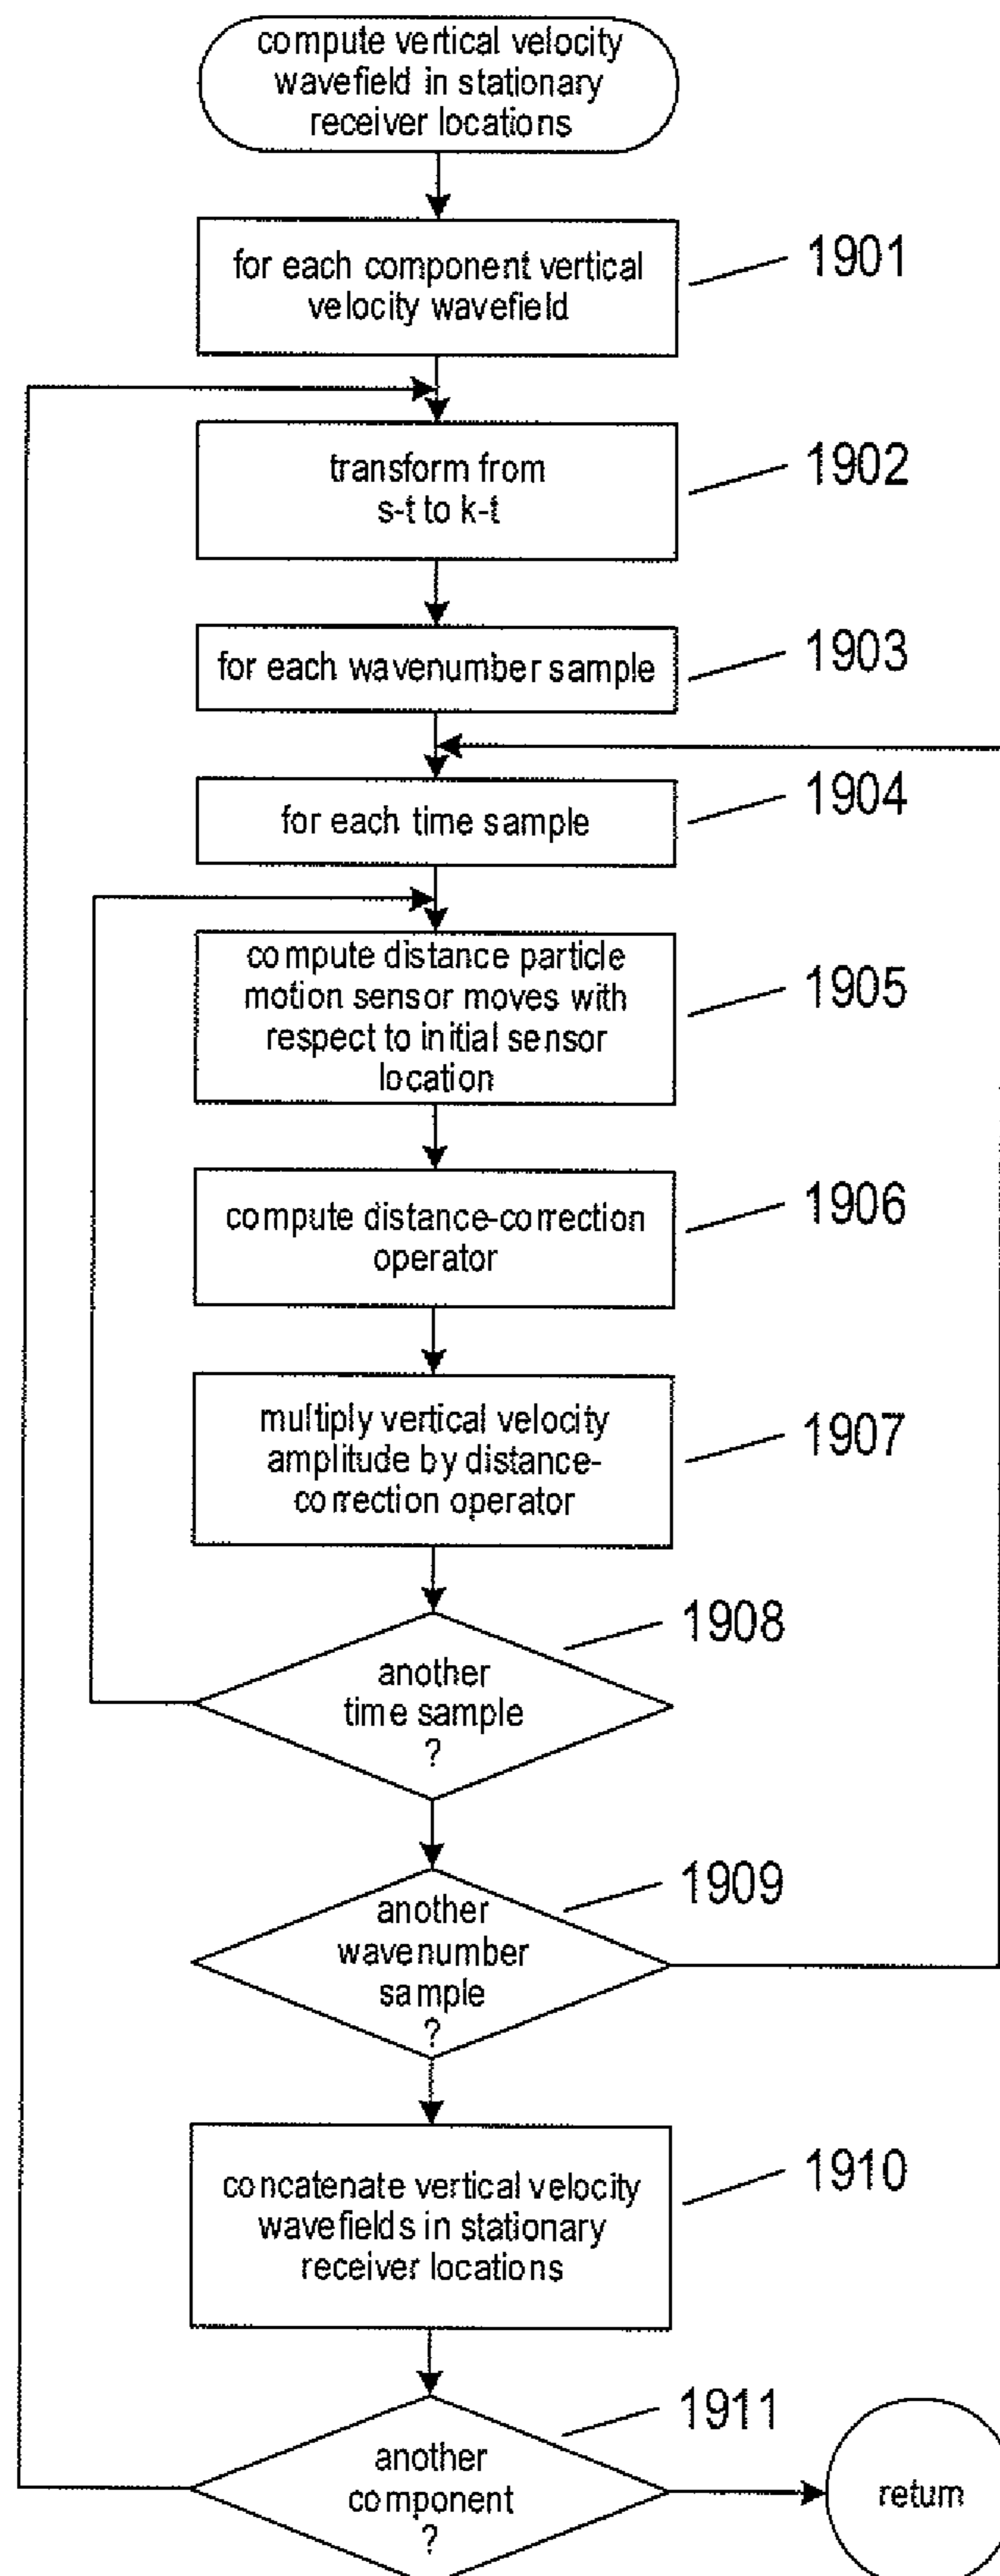 compute vertical velocity
wavefield in stationary
receiver locations
for each component vertical
velocity wavefield
1901
transform from
s-t to k-t
1902
for each wavenumber sample
1903
for each time sample
1904
compute distance particle
motion sensor moves with
respect to initial sensor
location
1905
compute distance-correction
operator
1906
multiply vertical velocity
amplitude by distance-
correction operator
1907
another
time sample
?
1908
another
wavenumber
sample
?
1909
concatenate vertical velocity
wavefields in stationary
receiver locations
1910
another
component
?
1911
return